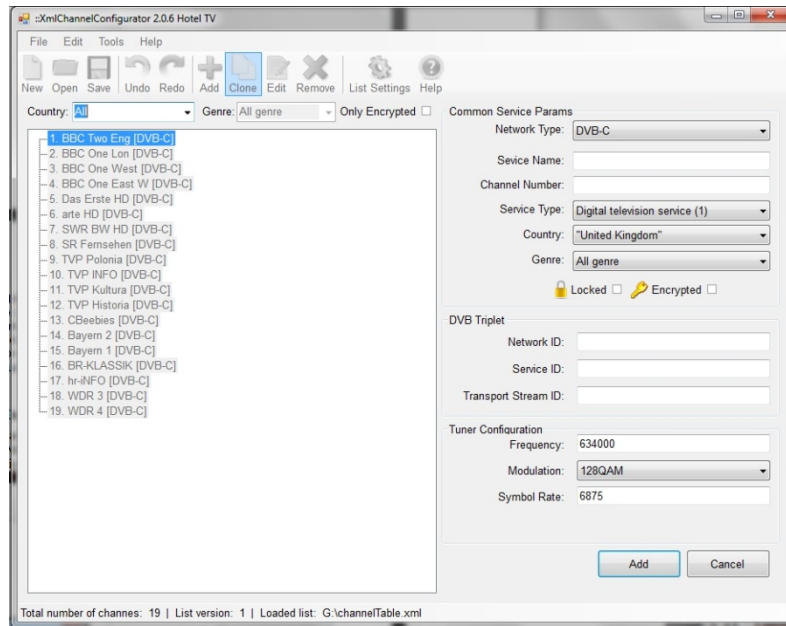 ::XmlChannelConfigurator 2.0.6 Hotel TV
File Edit Tools Help
New Open Save Undo Redo Add Clone Edit Remove List Settings Help
Country: All Genre: All genre Only Encrypted
1. BBC Two Eng [DVB-C]
2. BBC One Lon [DVB-C]
3. BBC One West [DVB-C]
4. BBC One East W [DVB-C]
5. Das Erste HD [DVB-C]
6. arte HD [DVB-C]
7. SWR BW HD [DVB-C]
8. SR Fernsehen [DVB-C]
9. TVP Polonia [DVB-C]
10. TVP INFO [DVB-C]
11. TVP Kultura [DVB-C]
12. TVP Historia [DVB-C]
13. CBeebies [DVB-C]
14. Bayern 2 [DVB-C]
15. Bayern 1 [DVB-C]
16. BR-KLASSIK [DVB-C]
17. hr-iNFO [DVB-C]
18. WDR 3 [DVB-C]
19. WDR 4 [DVB-C]
Common Service Params
Network Type: DVB-C
Sevice Name:
Channel Number:
Service Type: Digital television service (1)
Country: "United Kingdom"
Genre: All genre
Locked Encrypted
DVB Triplet
Network ID:
Service ID:
Transport Stream ID:
Tuner Configuration
Frequency: 634000
Modulation: 128QAM
Symbol Rate: 6875
Add Cancel
Total number of channes: 19 | List version: 1 | Loaded list: G:\channelTable.xml